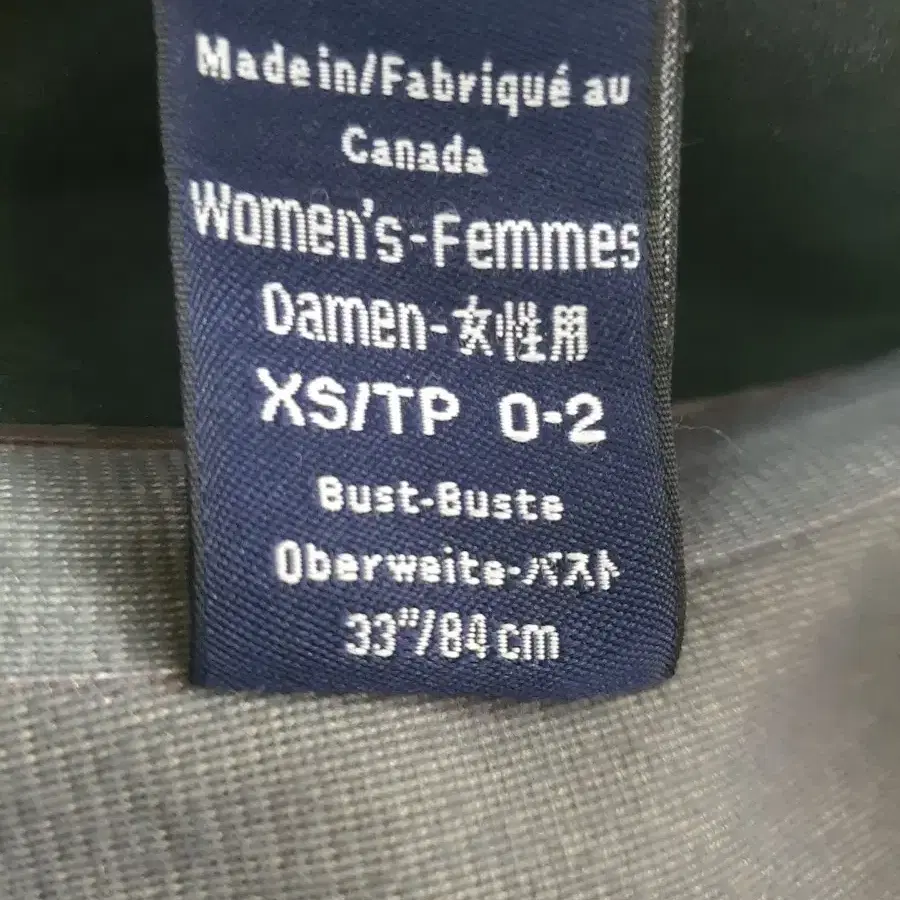 Made in/Fabriqué au
Canada
Women's-Femmes
Damen-女性用
XS/TP 0-2
Bust-Buste
Oberweite-バスト
33"/84cm